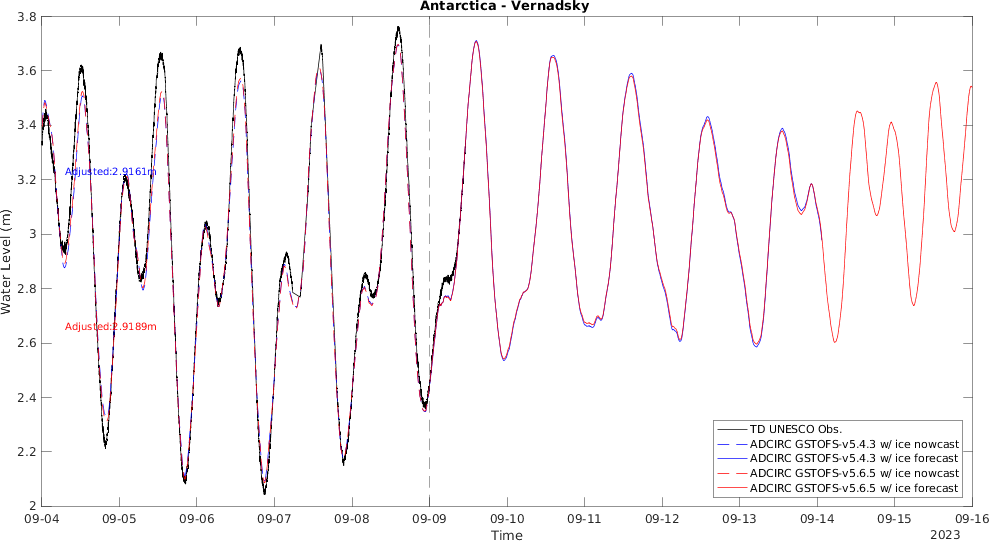 Antarctica - Vernadsky
3.8
3.6
3.4
3.2
3
2.8
2.6
2.4
2.2
2
Water Level (m)
Adjusted:2.9161m
Adjusted:2.9189m
TD UNESCO Obs.
ADCIRC GSTOFS-v5.4.3 w/ ice nowcast
ADCIRC GSTOFS-v5.4.3 w/ ice forecast
ADCIRC GSTOFS-v5.6.5 w/ ice nowcast
ADCIRC GSTOFS-v5.6.5 w/ ice forecast
09-04 09-05 09-06 09-07 09-08 09-09 09-10 09-11 09-12 09-13 09-14 09-15 09-16
Time
2023